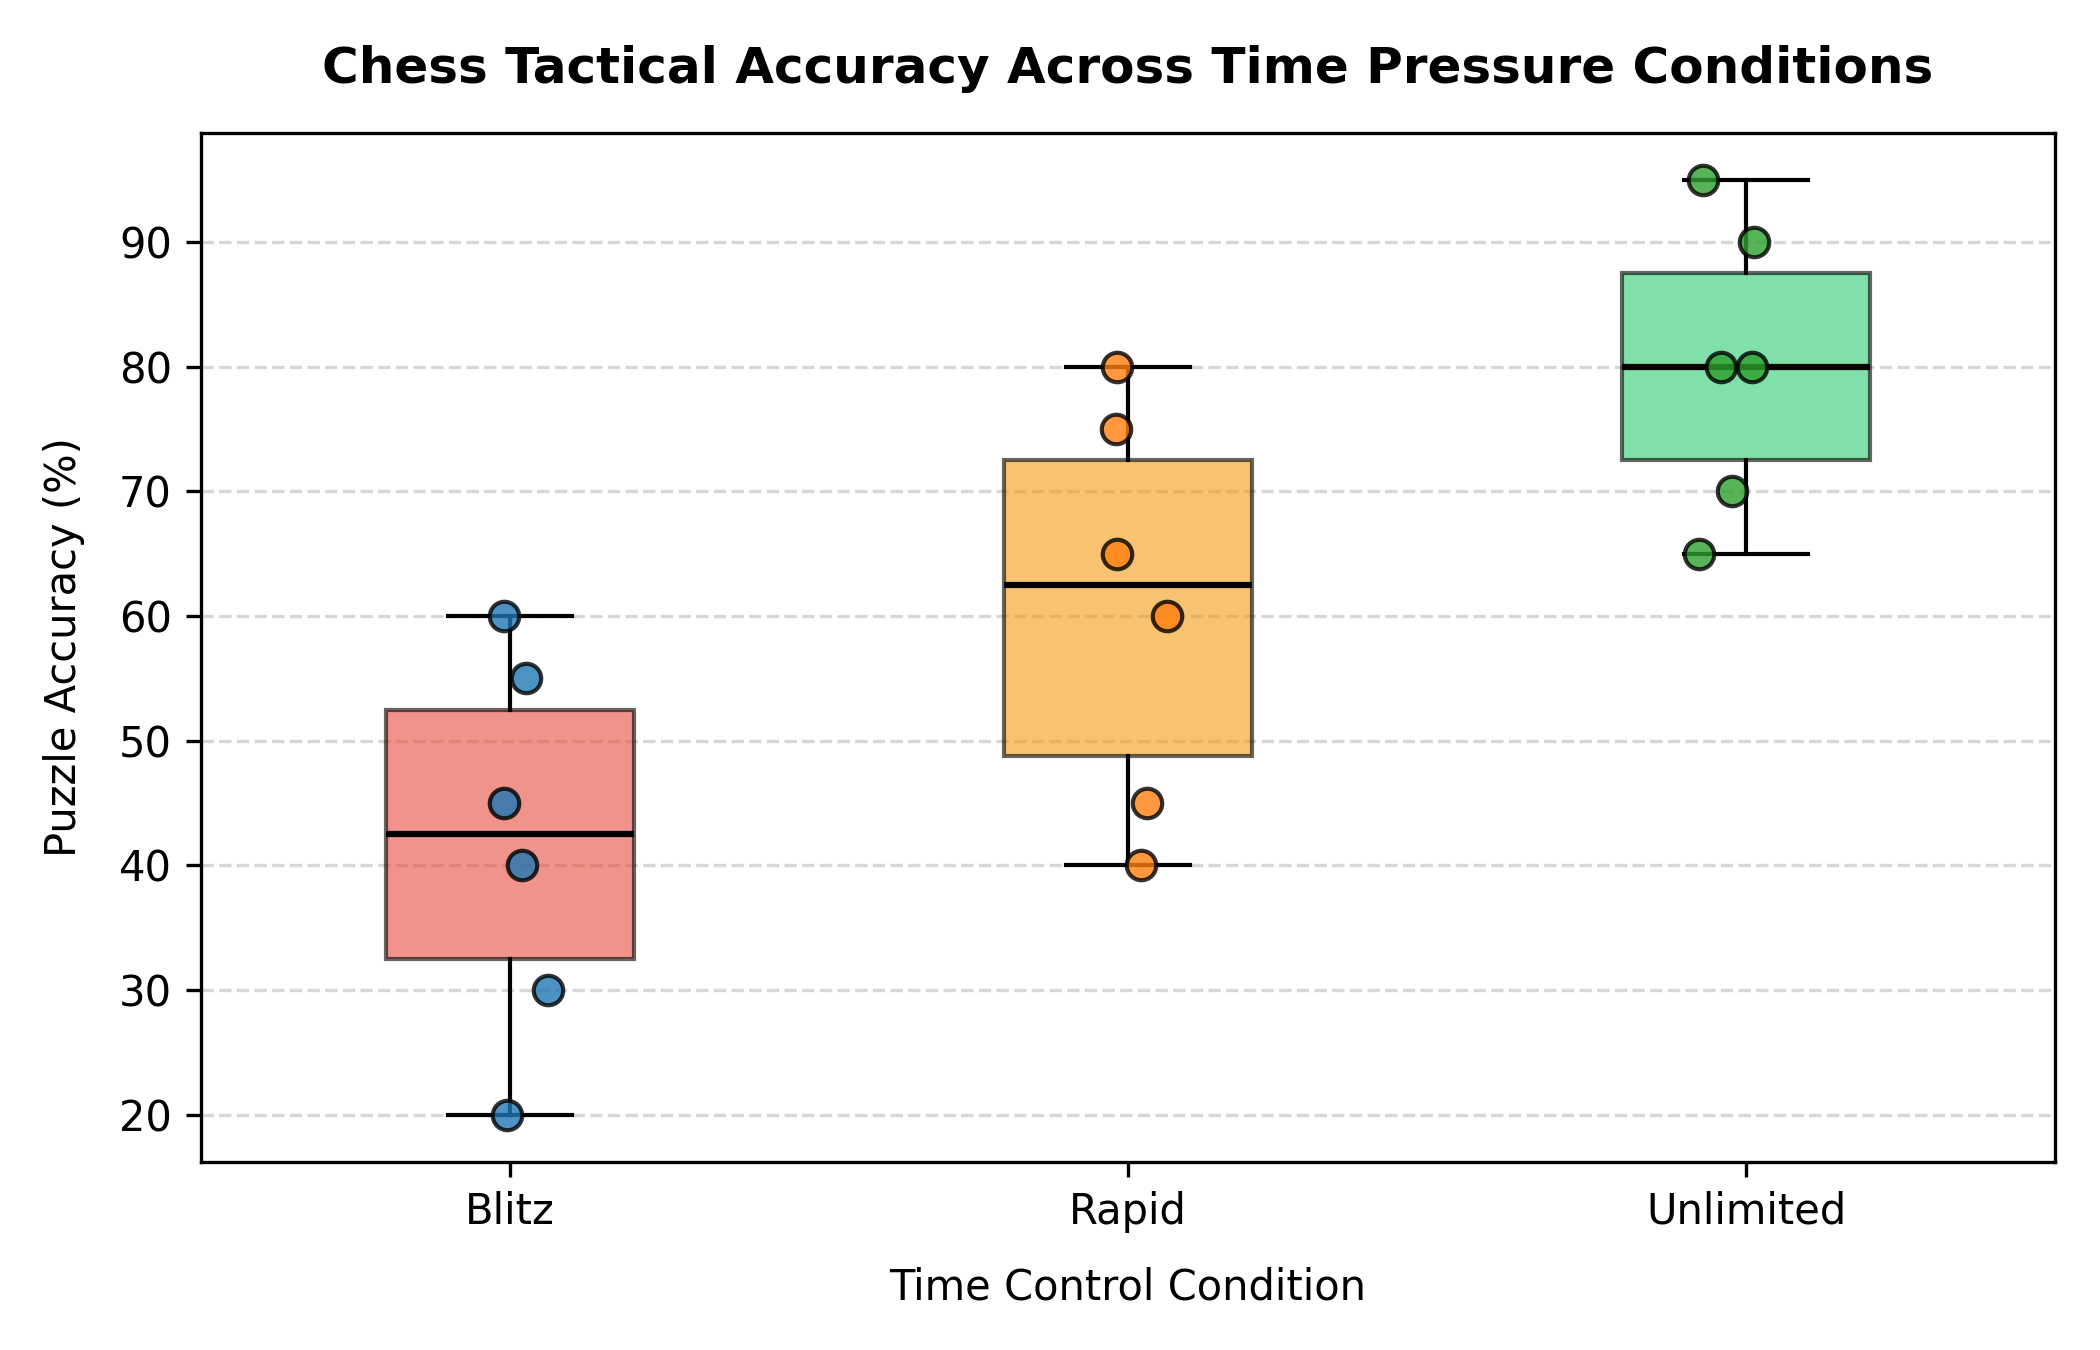 Chess Tactical Accuracy Across Time Pressure Conditions
Puzzle Accuracy (%)
90
80
70
60
50
40
30
20
Blitz Rapid Unlimited
Time Control Condition